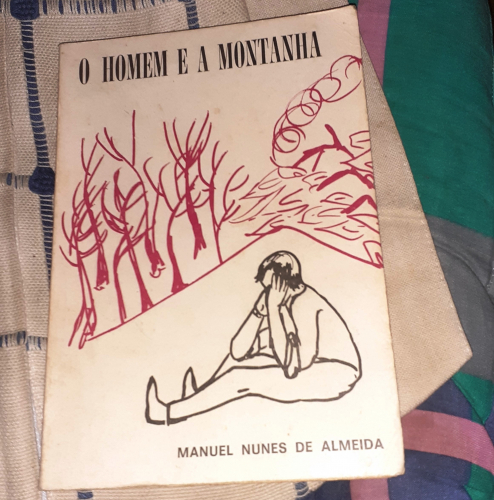 O HOMEM E A MONTANHA
MANUEL NUNES DE ALMEIDA